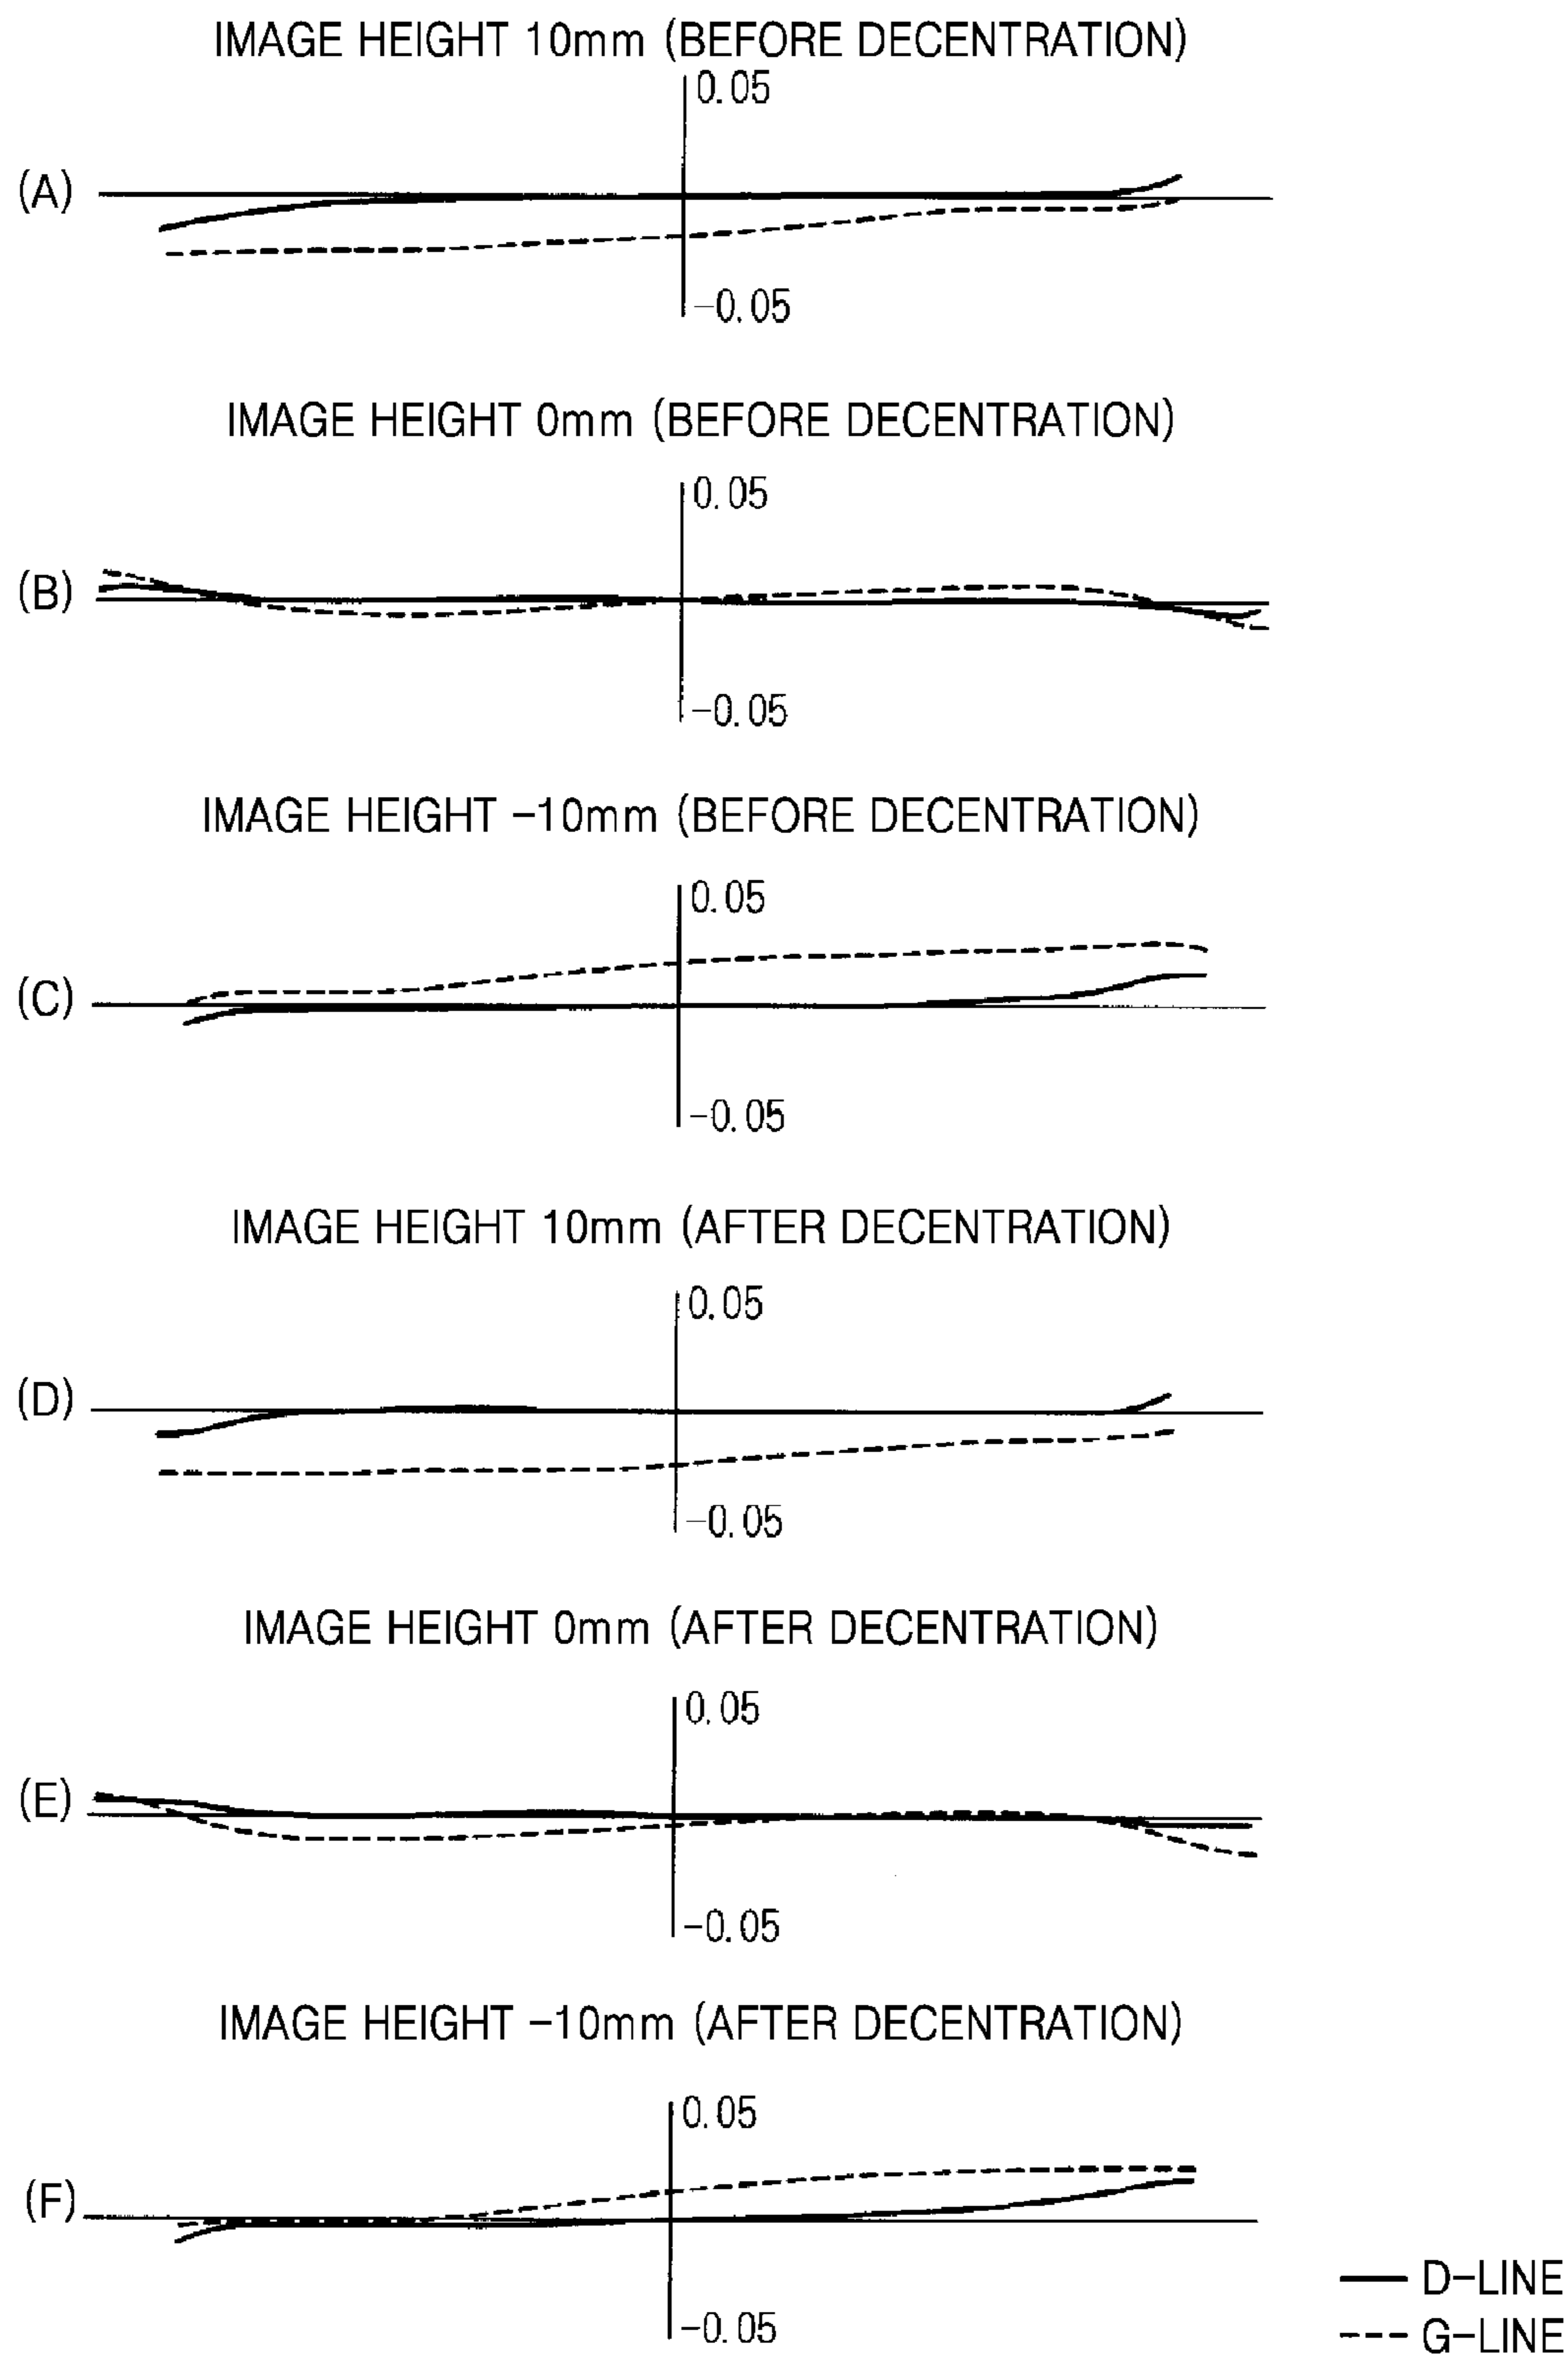 IMAGE HEIGHT 10mm (BEFORE DECENTRATION)
0.05
(A)
-0.05
IMAGE HEIGHT 0mm (BEFORE DECENTRATION)
0.05
(B)
-0.05
IMAGE HEIGHT -10mm (BEFORE DECENTRATION)
0.05
(C)
-0.05
IMAGE HEIGHT 10mm (AFTER DECENTRATION)
0.05
(D)
-0.05
IMAGE HEIGHT 0mm (AFTER DECENTRATION)
0.05
(E)
-0.05
IMAGE HEIGHT -10mm (AFTER DECENTRATION)
0.05
(F)
-0.05
D-LINE
G-LINE